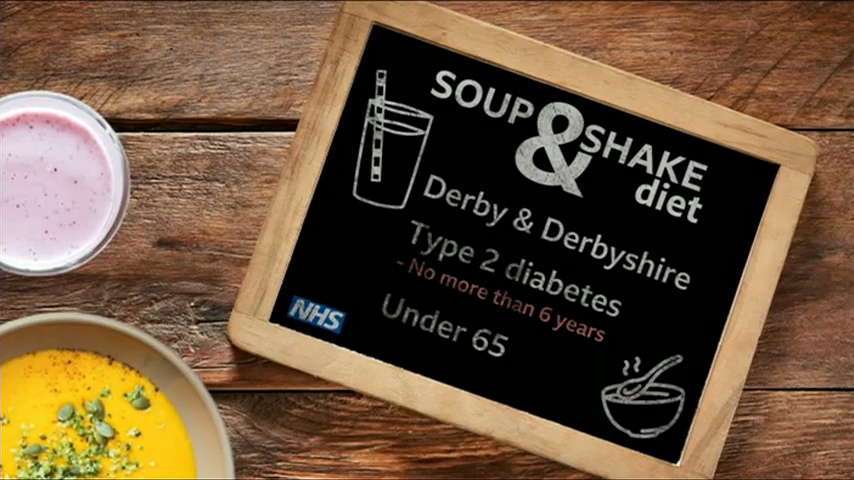 SOUP & SHAKE
diet
Derby & Derbyshire
Type 2 diabetes
- No more than 6 years
Under 65
NHS